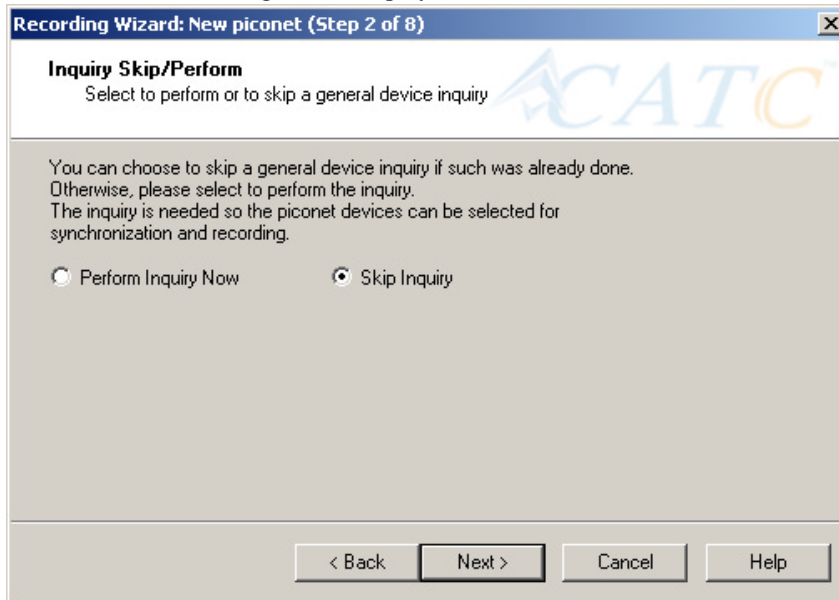 Recording Wizard: New piconet (Step 2 of 8)
Inquiry Skip/Perform
Select to perform or to skip a general device inquiry
CATC
You can choose to skip a general device inquiry if such was already done.
Otherwise, please select to perform the inquiry.
The inquiry is needed so the piconet devices can be selected for
synchronization and recording.
Perform Inquiry Now Skip Inquiry
< Back Next > Cancel Help